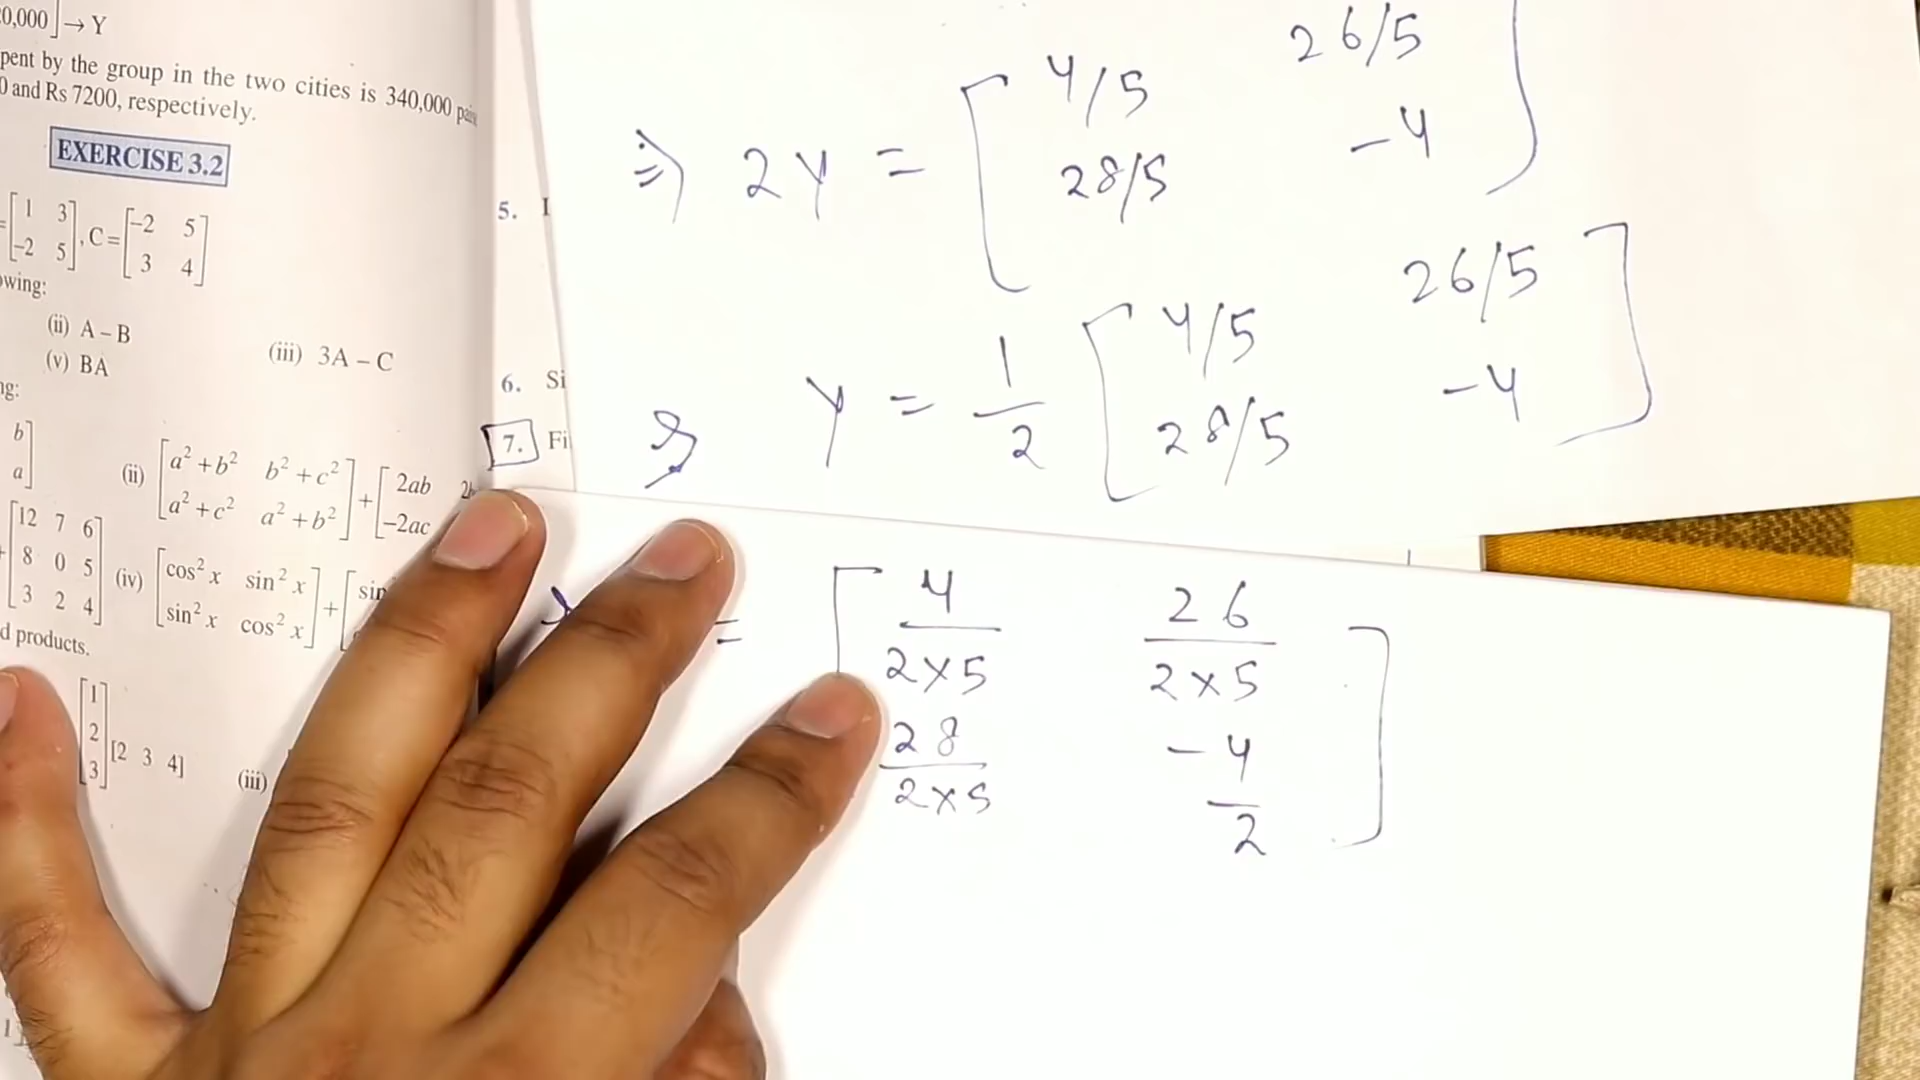 0,000] → Y
pent by the group in the two cities is 340,000
0 and Rs 7200, respectively.
EXERCISE 3.2
= [1 3; -2 5], C = [-2 5; 3 4]
owing:
(ii) A – B
(iii) 3A – C
(v) BA
ng:
b]
a]
(ii) [a² + b² b² + c²; a² + c² a² + b²] + [2ab; –2ac
[12 7 6; 8 0 5; 3 2 4]
(iv) [cos² x sin² x; sin² x cos² x] + [
d products.
[1; 2; 3] [2 3 4]
(iii)
5. I
6. Si
7. Fi
⇒ 2Y = [4/5 26/5; 28/5 -4]
Y = 1/2 [4/5 26/5; 28/5 -4]
= [4/(2×5) 26/(2×5); 28/(2×5) -4/2]